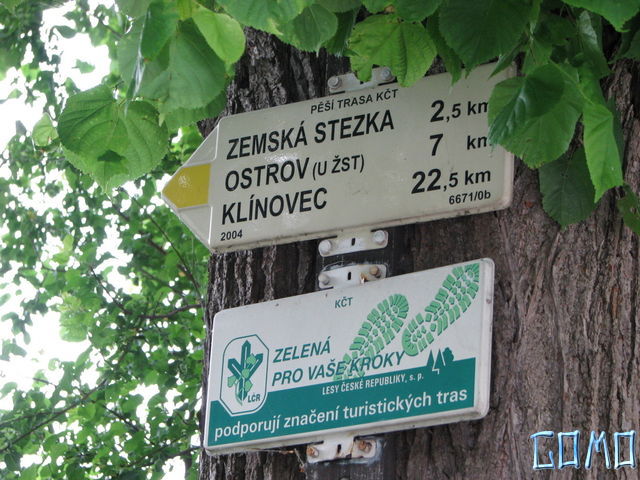 PĚŠÍ TRASA KČT
ZEMSKÁ STEZKA 2,5 km
OSTROV (U ŽST) 7 km
KLÍNOVEC 22,5 km
2004 6671/0b
KČT
ZELENÁ
PRO VAŠE KROKY
LESY ČESKÉ REPUBLIKY, s. p.
LČR
podporují značení turistických tras
COMO